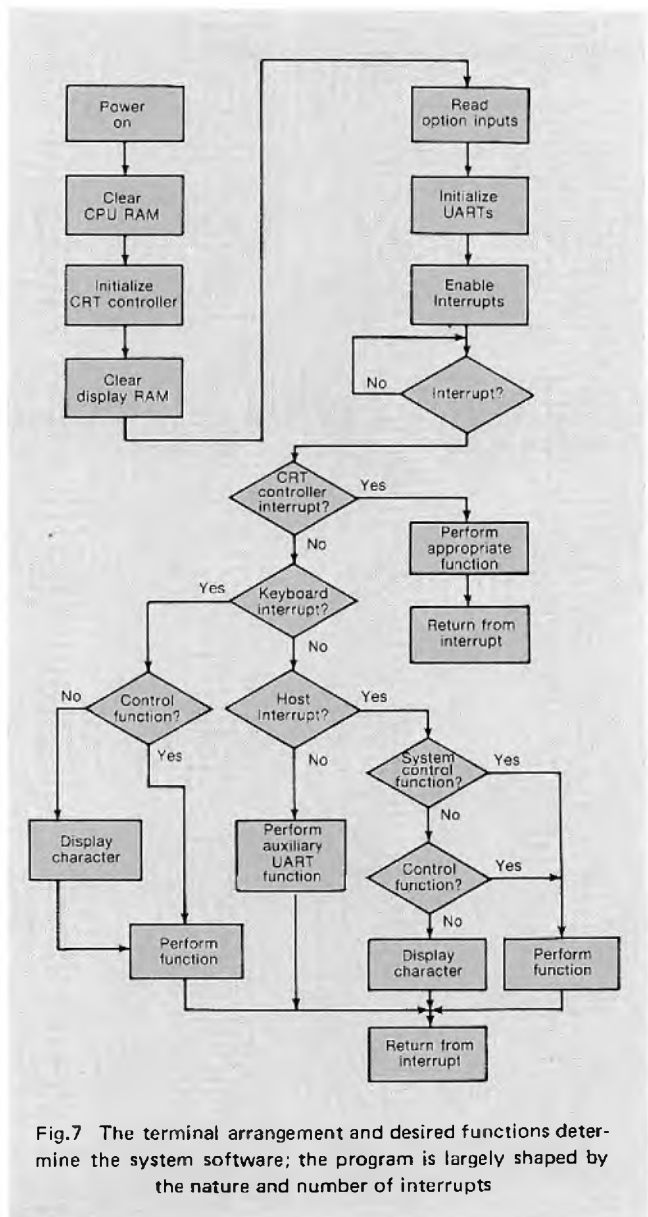 Power
on
Clear
CPU RAM
Initialize
CRT controller
Clear
display RAM
Read
option inputs
Initialize
UARTs
Enable
Interrupts
Interrupt?
No
CRT
controller
interrupt?
Yes
No
Perform
appropriate
function
Return from
interrupt
Keyboard
interrupt?
Yes
No
Control
function?
No
Yes
Display
character
Perform
function
Host
Interrupt?
Yes
No
Perform
auxiliary
UART
function
System
control
function?
Yes
No
Control
function?
Yes
No
Display
character
Perform
function
Return from
interrupt
Fig.7 The terminal arrangement and desired functions deter-
mine the system software; the program is largely shaped by
the nature and number of interrupts